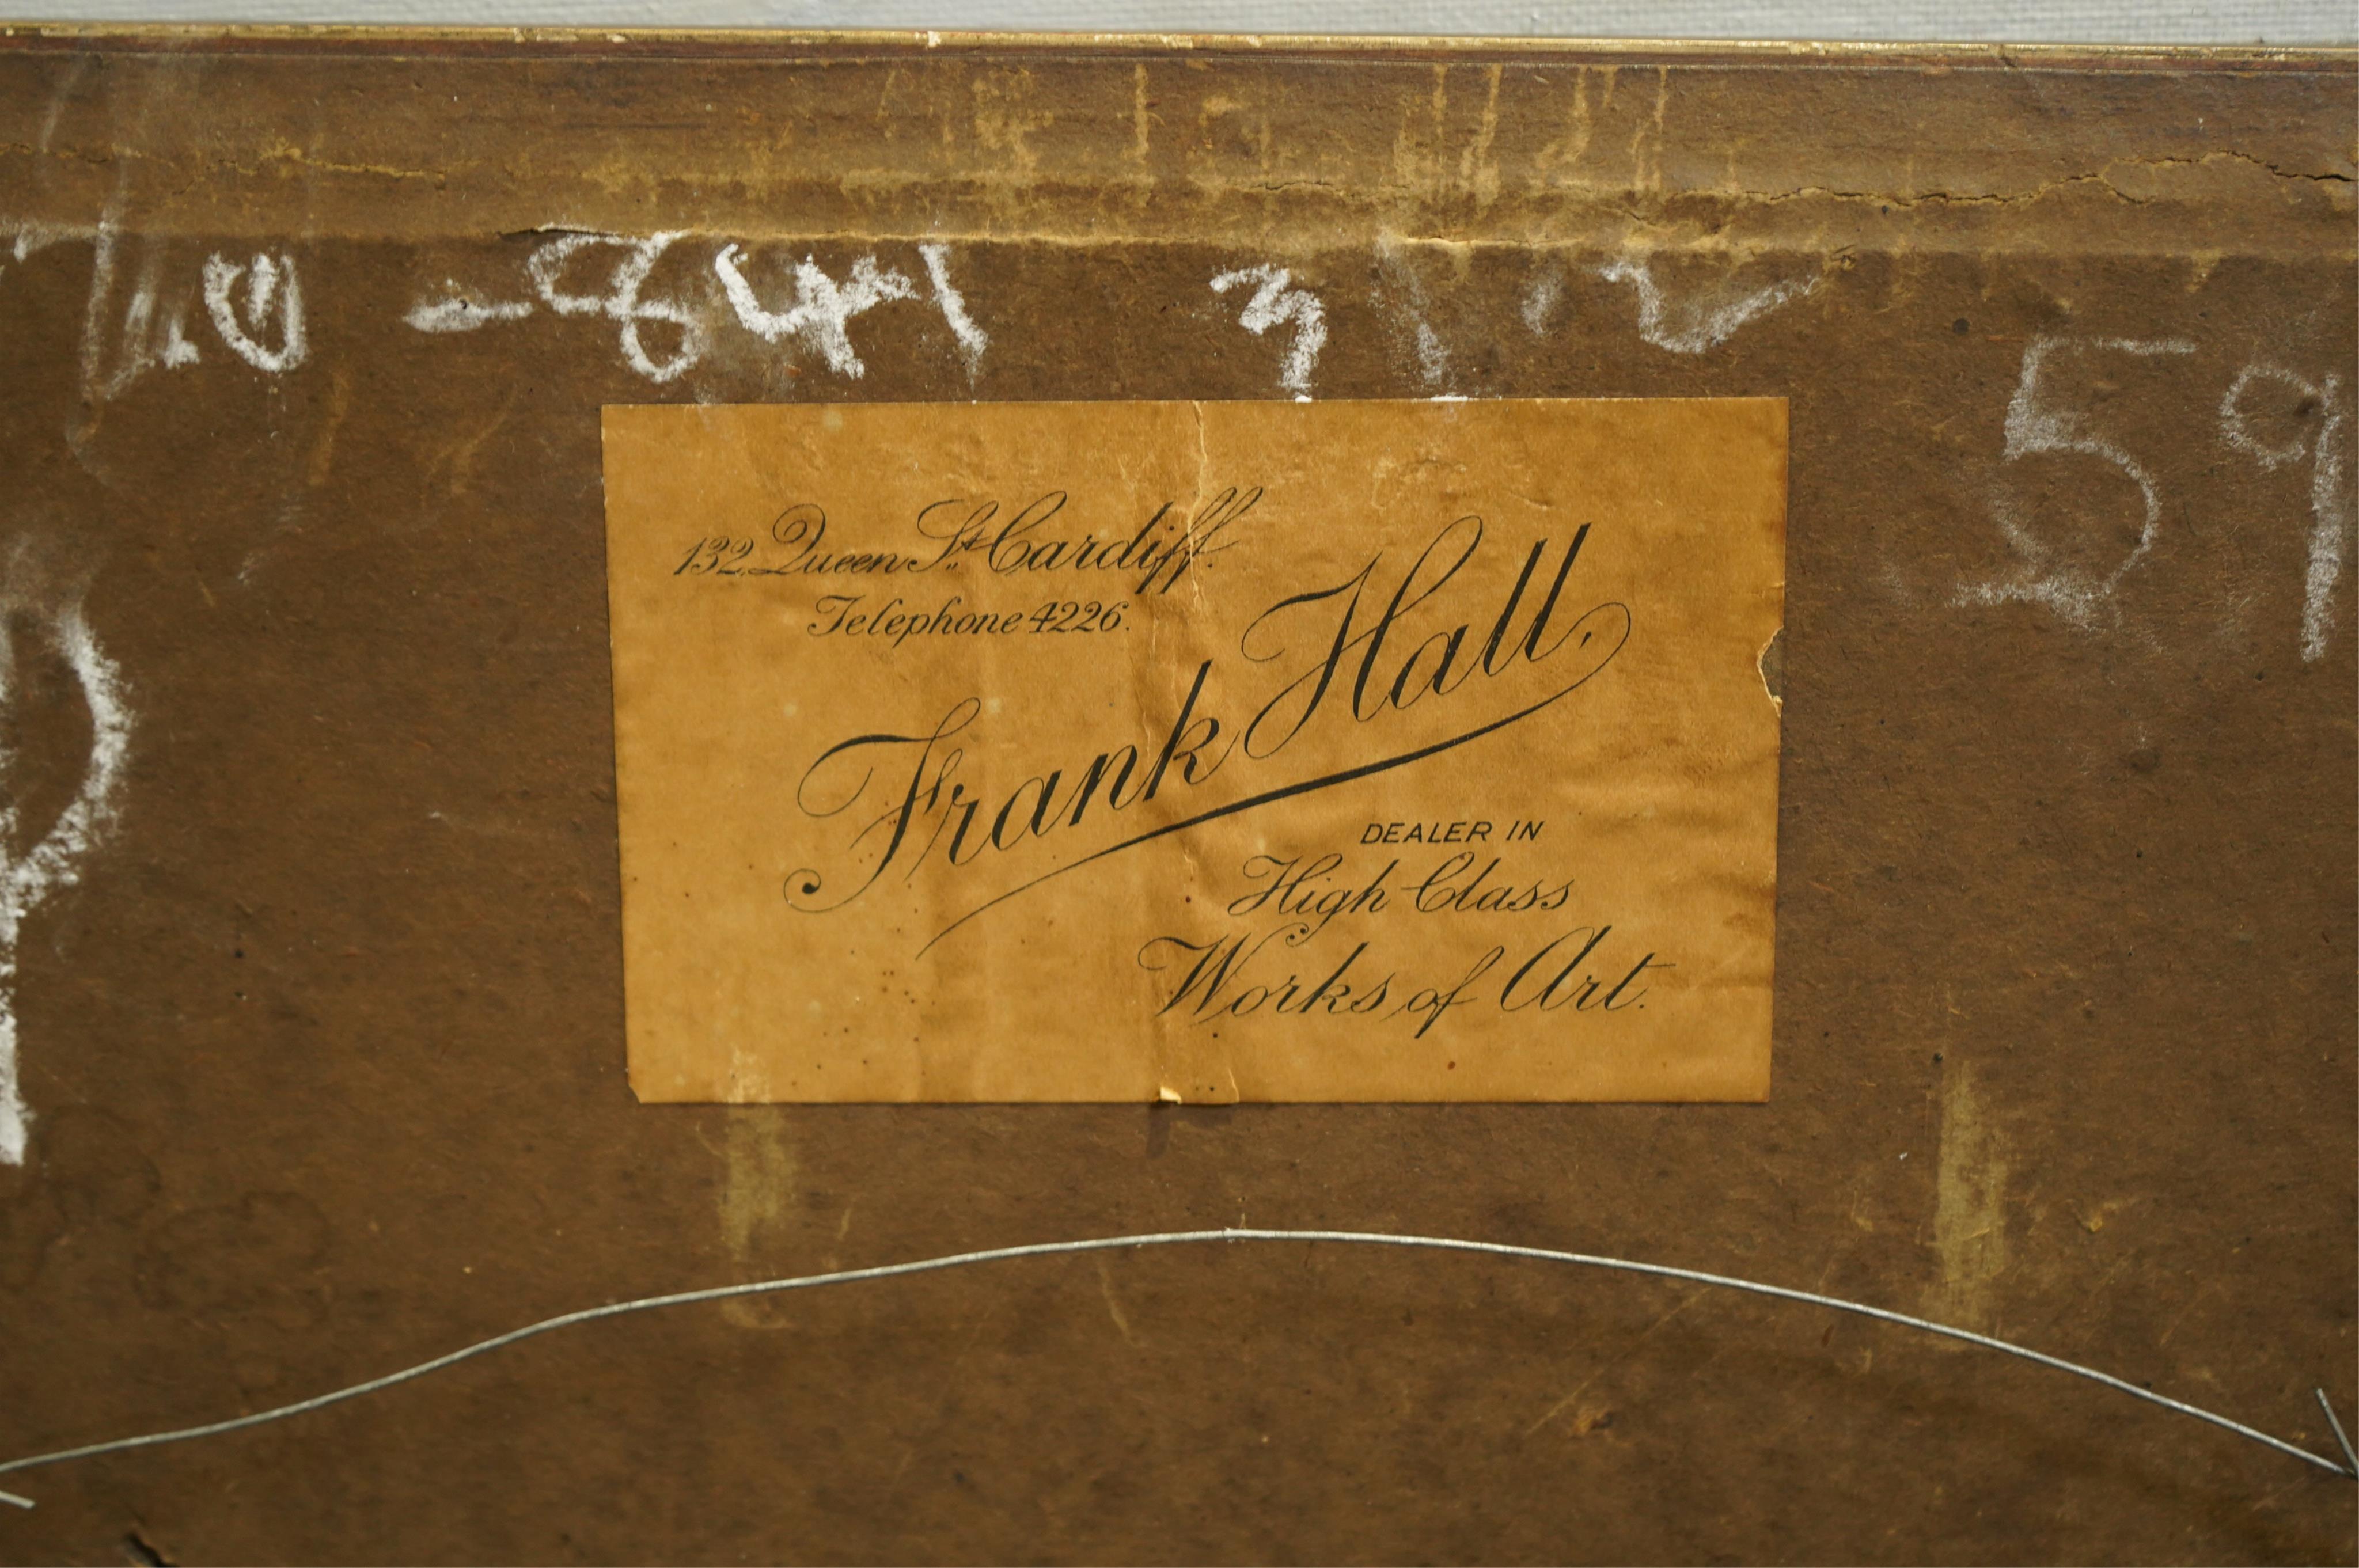 59
132, Queen St. Cardiff.
Telephone 4226.
Frank Hall.
DEALER IN
High Class
Works of Art.